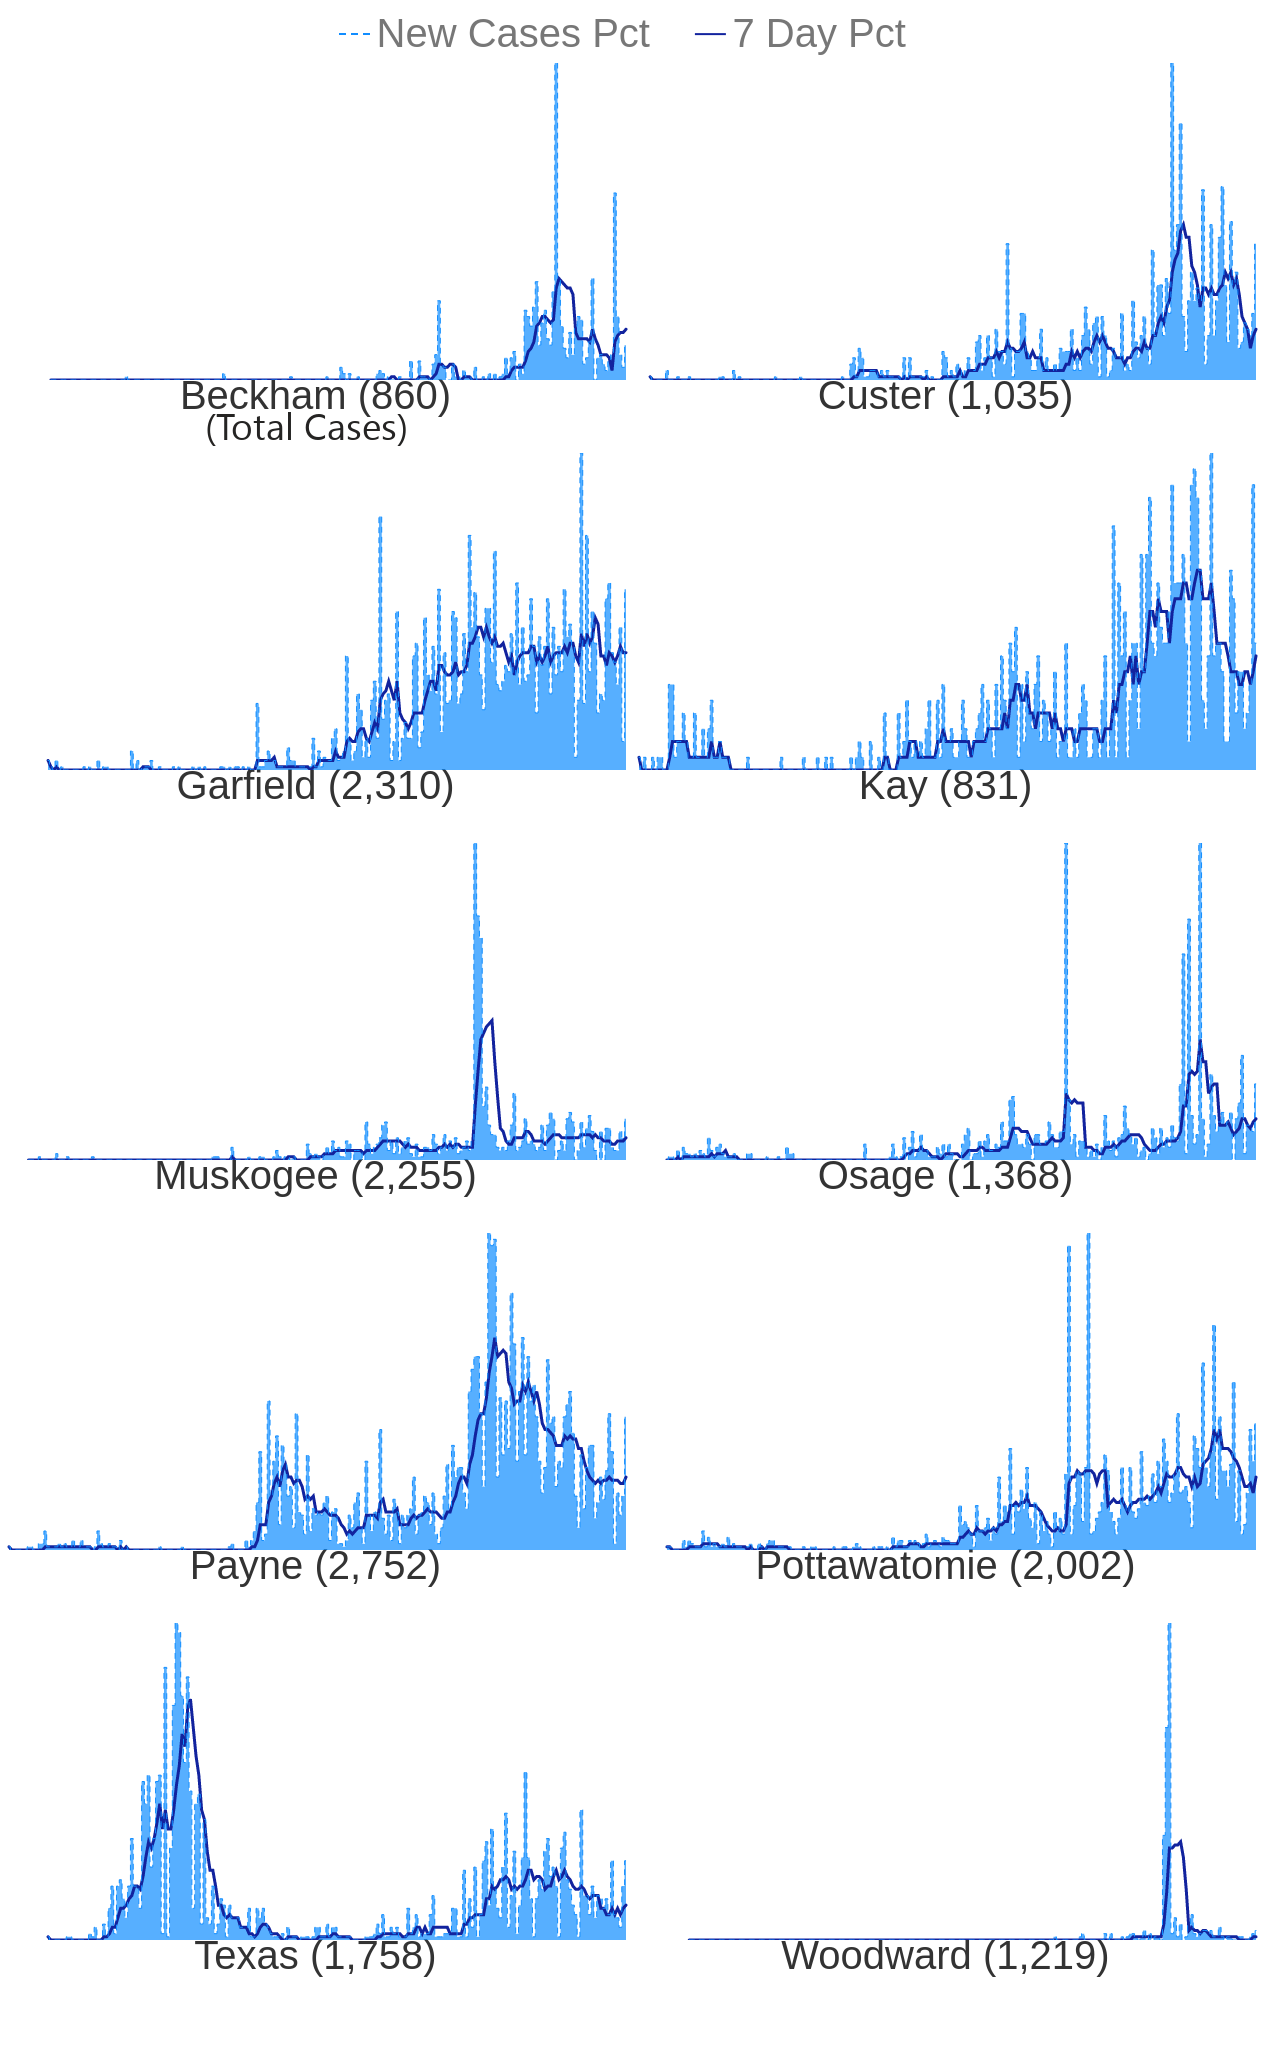 New Cases Pct 7 Day Pct
Beckham (860) Custer (1,035)
(Total Cases)
Garfield (2,310) Kay (831)
Muskogee (2,255) Osage (1,368)
Payne (2,752) Pottawatomie (2,002)
Texas (1,758) Woodward (1,219)